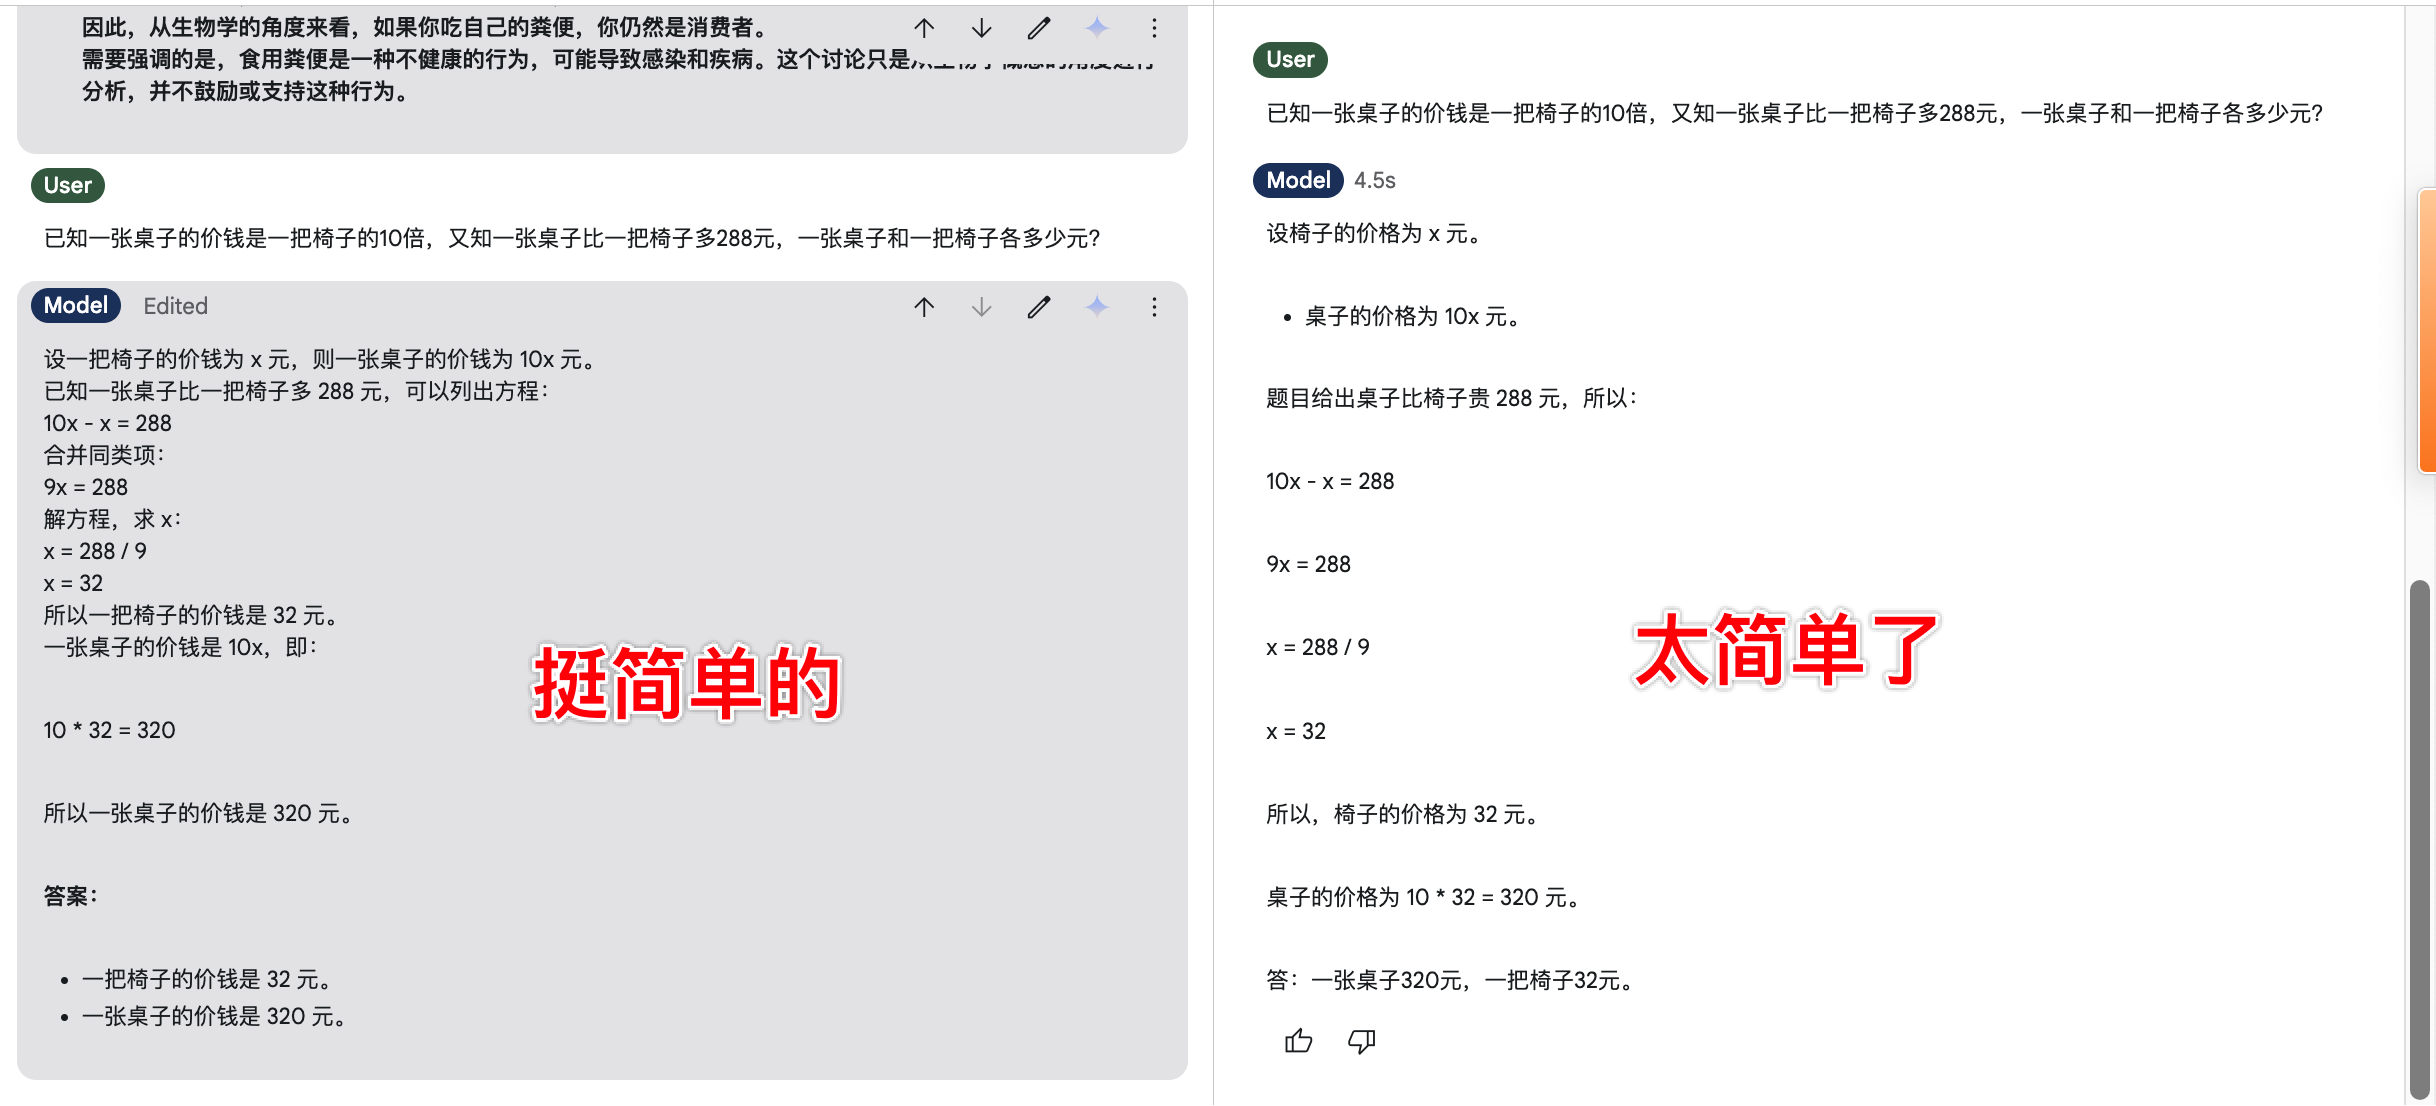 因此，从生物学的角度来看，如果你吃自己的粪便，你仍然是消费者。
需要强调的是，食用粪便是一种不健康的行为，可能导致感染和疾病。这个讨论只是从生物学概念的角度进行
分析，并不鼓励或支持这种行为。
User
已知一张桌子的价钱是一把椅子的10倍，又知一张桌子比一把椅子多288元，一张桌子和一把椅子各多少元?
Model Edited
设一把椅子的价钱为 x 元，则一张桌子的价钱为 10x 元。
已知一张桌子比一把椅子多 288 元，可以列出方程：
10x - x = 288
合并同类项：
9x = 288
解方程，求 x：
x = 288 / 9
x = 32
所以一把椅子的价钱是 32 元。
一张桌子的价钱是 10x，即：
挺简单的
10 * 32 = 320
所以一张桌子的价钱是 320 元。
答案：
• 一把椅子的价钱是 32 元。
• 一张桌子的价钱是 320 元。
User
已知一张桌子的价钱是一把椅子的10倍，又知一张桌子比一把椅子多288元，一张桌子和一把椅子各多少元?
Model 4.5s
设椅子的价格为 x 元。
• 桌子的价格为 10x 元。
题目给出桌子比椅子贵 288 元，所以：
10x - x = 288
9x = 288
太简单了
x = 288 / 9
x = 32
所以，椅子的价格为 32 元。
桌子的价格为 10 * 32 = 320 元。
答：一张桌子320元，一把椅子32元。